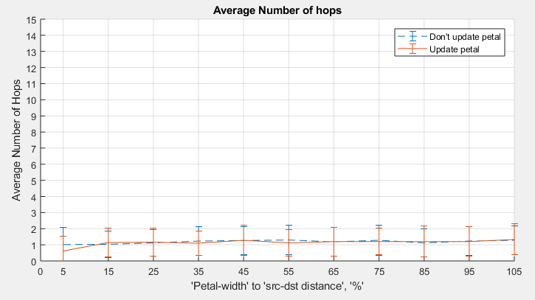 Average Number of hops
Don't update petal
Update petal
Average Number of Hops
15
14
13
12
11
10
9
8
7
6
5
4
3
2
1
0
0 5 15 25 35 45 55 65 75 85 95 105
'Petal-width' to 'src-dst distance', '%'